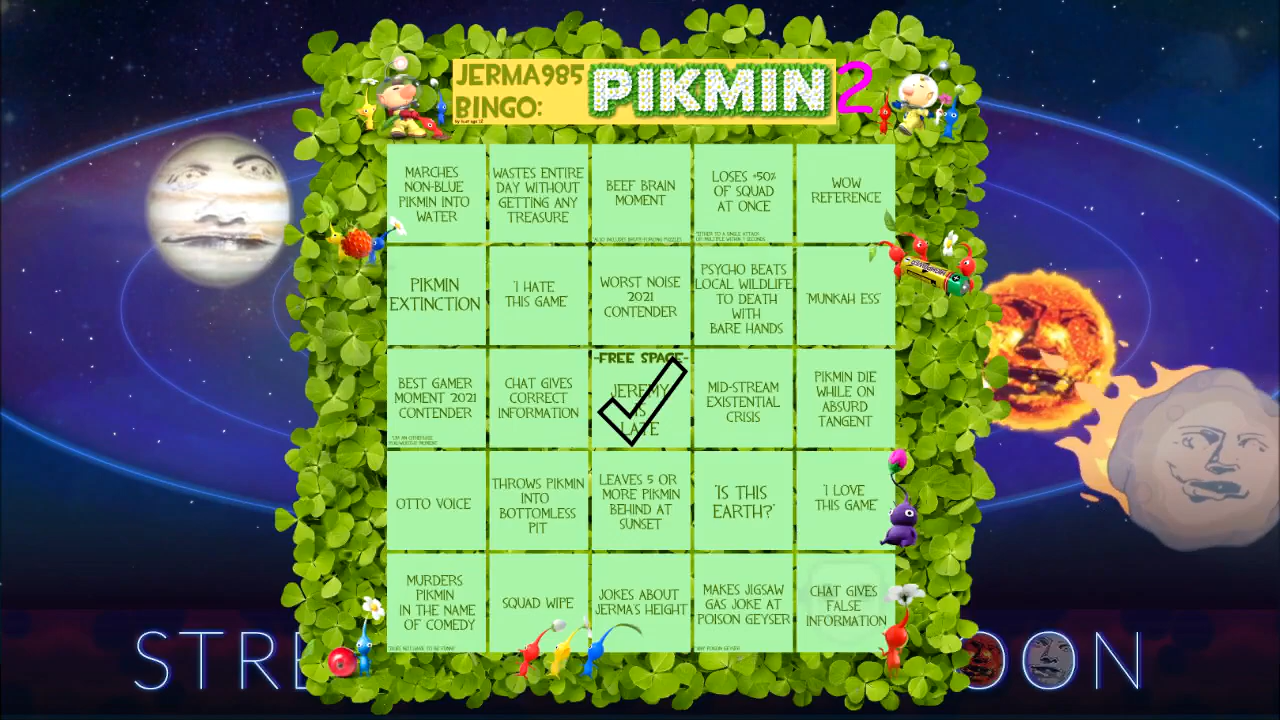 JERMA985
BINGO:
PIKMIN 2
MARCHES
NON-BLUE
PIKMIN INTO
WATER
WASTES ENTIRE
DAY WITHOUT
GETTING ANY
TREASURE
BEEF BRAIN
MOMENT
LOSES +50%
OF SQUAD
AT ONCE
WOW
REFERENCE
PIKMIN
EXTINCTION
'I HATE
THIS GAME'
WORST NOISE
2021
CONTENDER
PSYCHO BEATS
LOCAL WILDLIFE
TO DEATH
WITH
BARE HANDS
'MUNKAH ESS'
BEST GAMER
MOMENT 2021
CONTENDER
CHAT GIVES
CORRECT
INFORMATION
-FREE SPACE-
JEREMY
IS
LATE
MID-STREAM
EXISTENTIAL
CRISIS
PIKMIN DIE
WHILE ON
ABSURD
TANGENT
OTTO VOICE
THROWS PIKMIN
INTO
BOTTOMLESS
PIT
LEAVES 5 OR
MORE PIKMIN
BEHIND AT
SUNSET
'IS THIS
EARTH?'
'I LOVE
THIS GAME'
MURDERS
PIKMIN
IN THE NAME
OF COMEDY
SQUAD WIPE
JOKES ABOUT
JERMA'S HEIGHT
MAKES JIGSAW
GAS JOKE AT
POISON GEYSER
CHAT GIVES
FALSE
INFORMATION